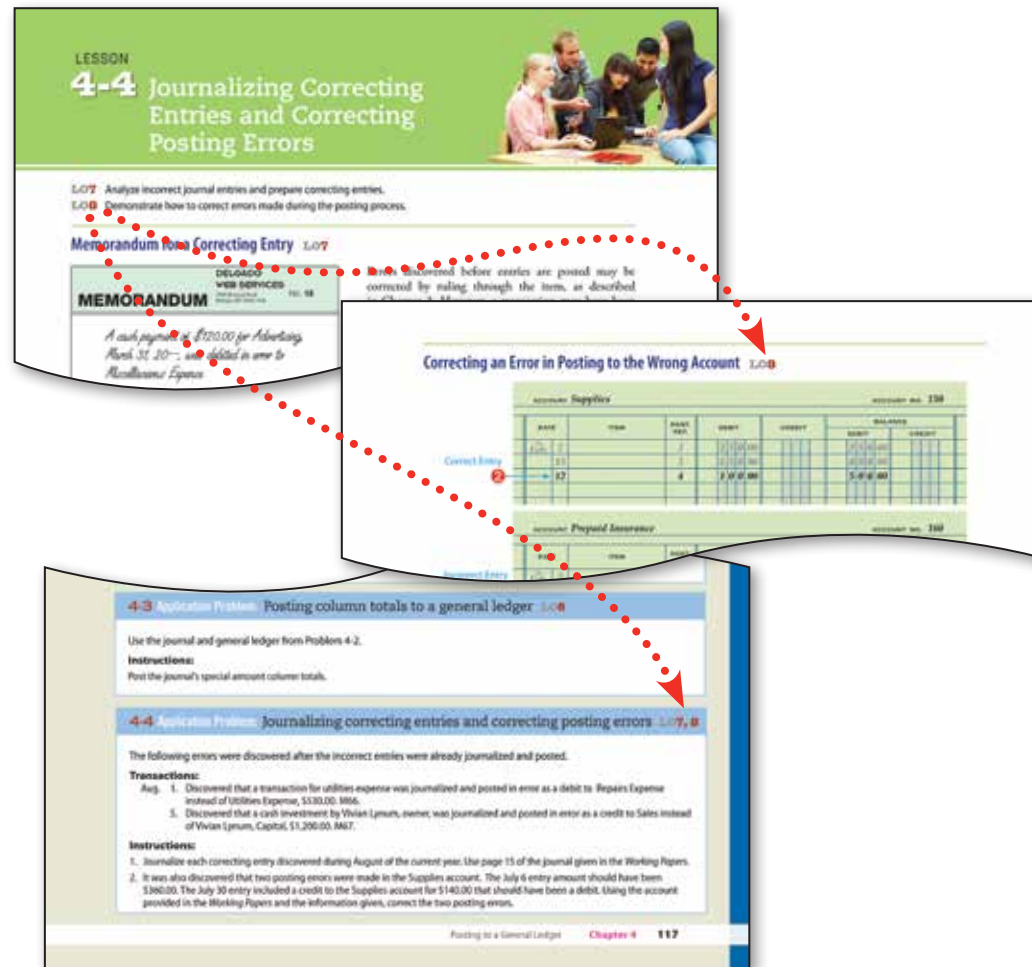 LESSON
4-4 Journalizing Correcting
Entries and Correcting
Posting Errors
LO7 Analyze incorrect journal entries and prepare correcting entries.
LO8 Demonstrate how to correct errors made during the posting process.
Memorandum for a Correcting Entry LO7
DELGADO
WEB SERVICES
MEMORANDUM
NO. 18
A cash payment of $120.00 for Advertising,
March 31, 20--, was debited in error to
Miscellaneous Expense
Errors discovered before entries are posted may be
corrected by ruling through the item, as described
Correcting an Error in Posting to the Wrong Account LO8
ACCOUNT Supplies ACCOUNT NO. 150
DATE ITEM POST. REF. DEBIT CREDIT BALANCE
DEBIT CREDIT
Correct Entry
2 12 4 100 00 500 00
ACCOUNT Prepaid Insurance ACCOUNT NO. 160
DATE ITEM POST.
Incorrect Entry
4-3 Application Problem: Posting column totals to a general ledger LO6
Use the journal and general ledger from Problem 4-2.
Instructions:
Post the journal's special amount column totals.
4-4 Application Problem: Journalizing correcting entries and correcting posting errors LO7, 8
The following errors were discovered after the incorrect entries were already journalized and posted.
Transactions:
Aug. 1. Discovered that a transaction for utilities expense was journalized and posted in error as a debit to Repairs Expense
instead of Utilities Expense, $530.00. M66.
5. Discovered that a cash investment by Vivian Lynum, owner, was journalized and posted in error as a credit to Sales instead
of Vivian Lynum, Capital, $1,200.00. M67.
Instructions:
1. Journalize each correcting entry discovered during August of the current year. Use page 15 of the journal given in the Working Papers.
2. It was also discovered that two posting errors were made in the Supplies account. The July 6 entry amount should have been
$360.00. The July 30 entry included a credit to the Supplies account for $140.00 that should have been a debit. Using the account
provided in the Working Papers and the information given, correct the two posting errors.
Posting to a General Ledger Chapter 4 117